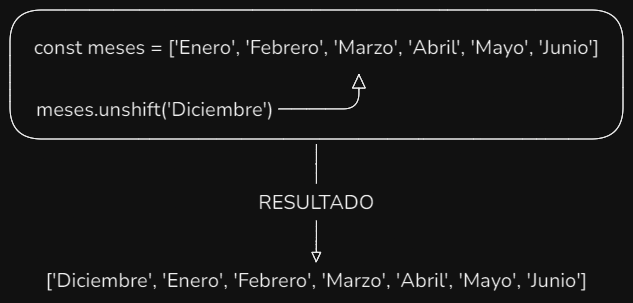 const meses = ['Enero', 'Febrero', 'Marzo', 'Abril', 'Mayo', 'Junio']
meses.unshift('Diciembre')
RESULTADO
['Diciembre', 'Enero', 'Febrero', 'Marzo', 'Abril', 'Mayo', 'Junio']